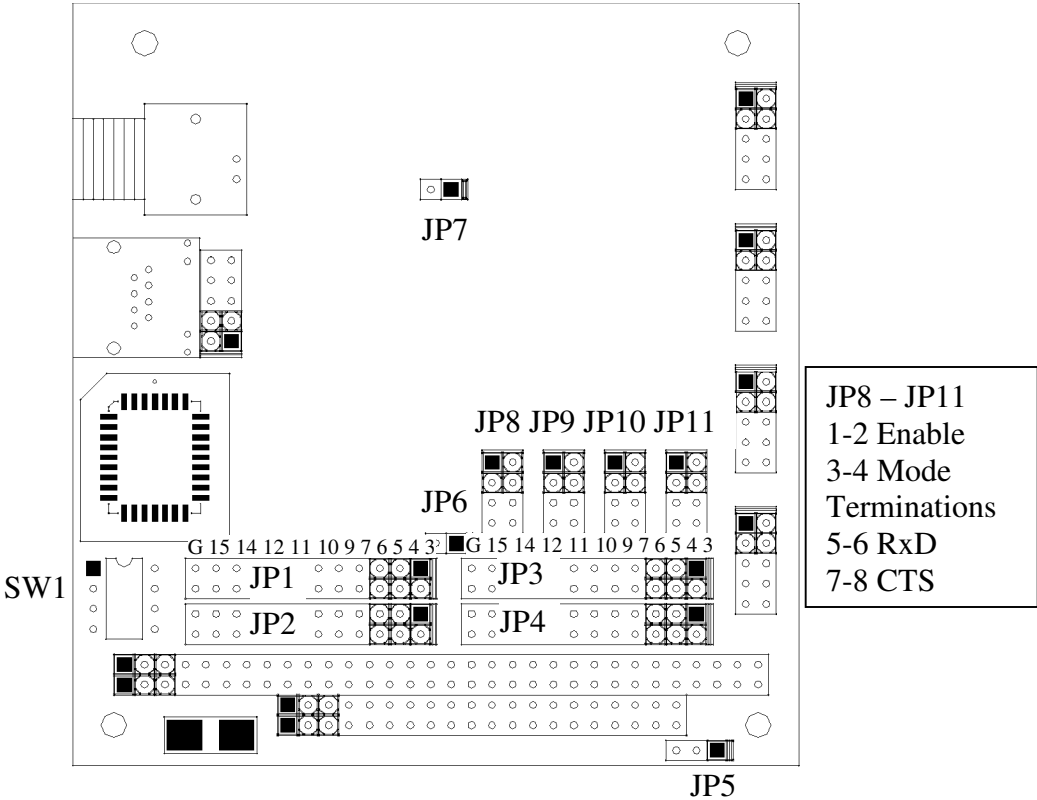 JP7
JP8 – JP11
1-2 Enable
3-4 Mode
Terminations
5-6 RxD
7-8 CTS
JP8 JP9 JP10 JP11
JP6
G 15 14 12 11 10 9 7 6 5 4 3
G 15 14 12 11 10 9 7 6 5 4 3
SW1
JP1
JP3
JP2
JP4
JP5